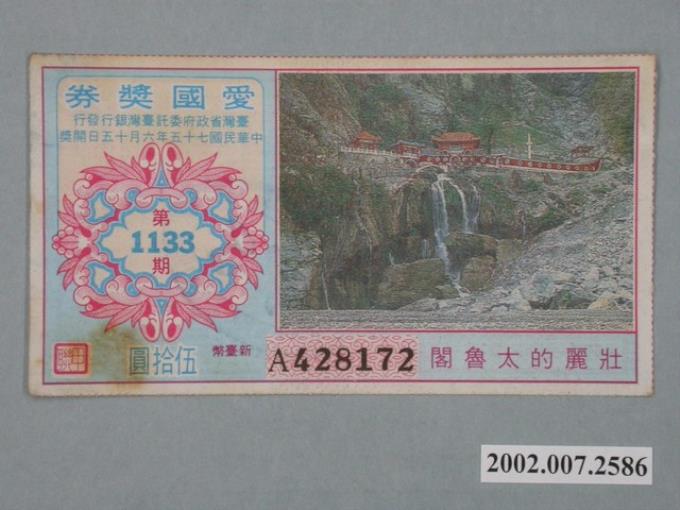 愛國獎券
臺灣省政府委託臺灣銀行發行
中華民國七十五年六月十五日開獎
第
1133
期
新臺幣
伍拾圓
A428172
壯麗的太魯閣
2002.007.2586